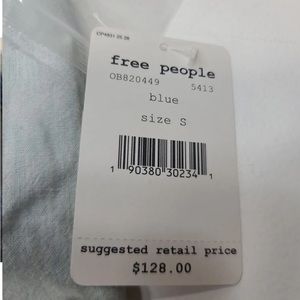 free people
OB820449 5413
blue
size S
1 90380 30234 1
suggested retail price
$128.00